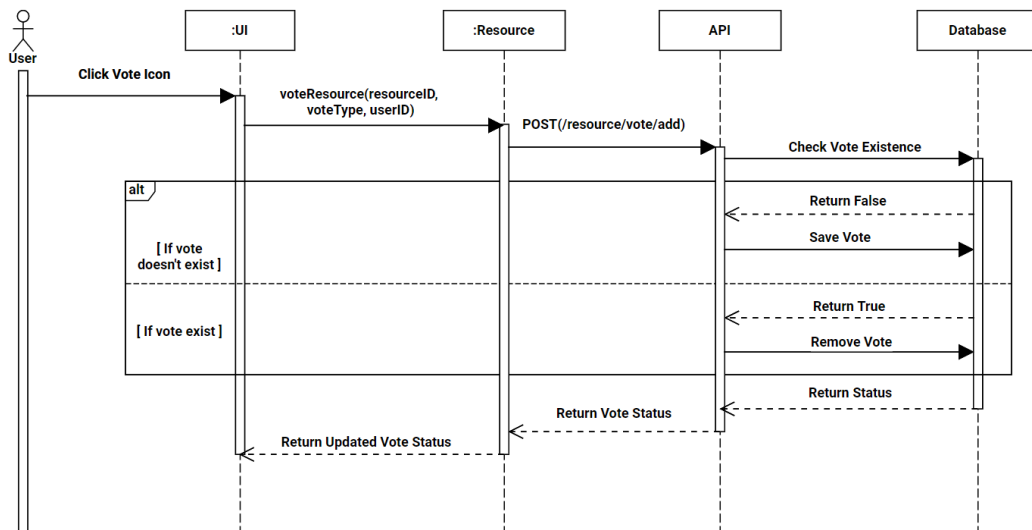 :UI
:Resource
API
Database
User
Click Vote Icon
voteResource(resourceID,
voteType, userID)
POST(/resource/vote/add)
Check Vote Existence
alt
Return False
Save Vote
[ If vote
doesn't exist ]
Return True
[ If vote exist ]
Remove Vote
Return Status
Return Vote Status
Return Updated Vote Status